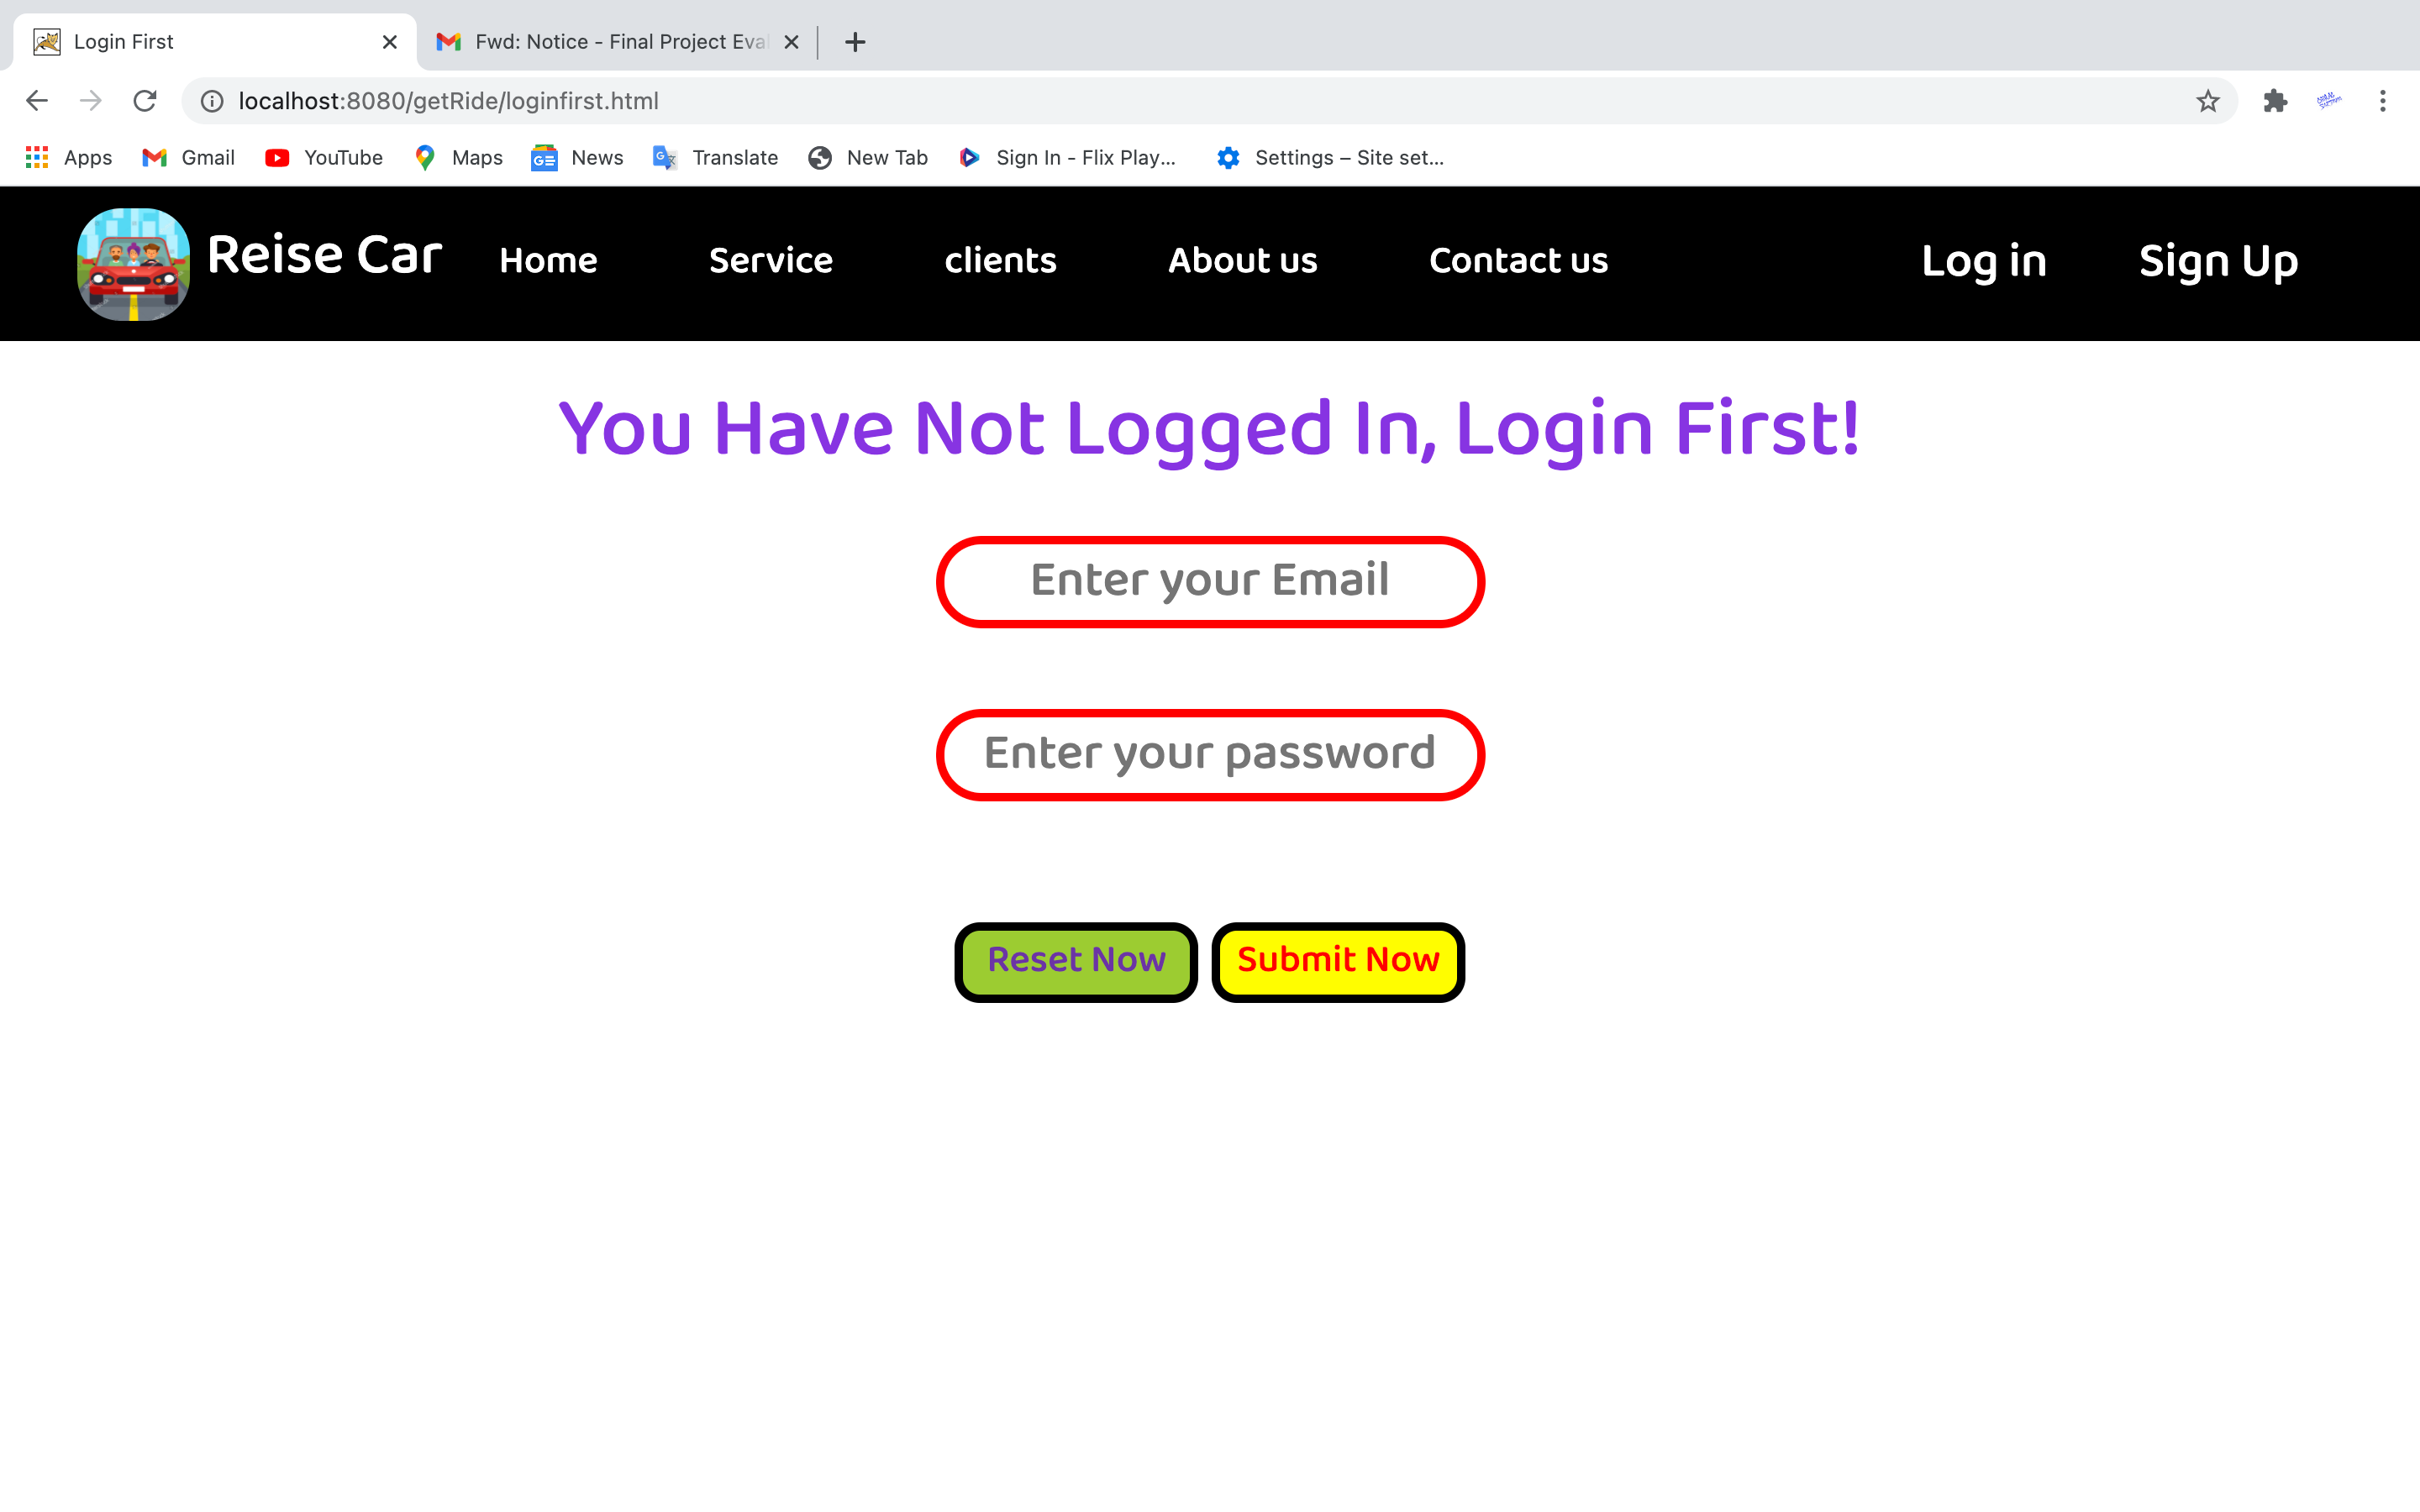 Login First
Fwd: Notice - Final Project Eval
localhost:8080/getRide/loginfirst.html
Apps Gmail YouTube Maps News Translate New Tab Sign In - Flix Play... Settings – Site set...
Reise Car Home Service clients About us Contact us Log in Sign Up
You Have Not Logged In, Login First!
Enter your Email
Enter your password
Reset Now Submit Now